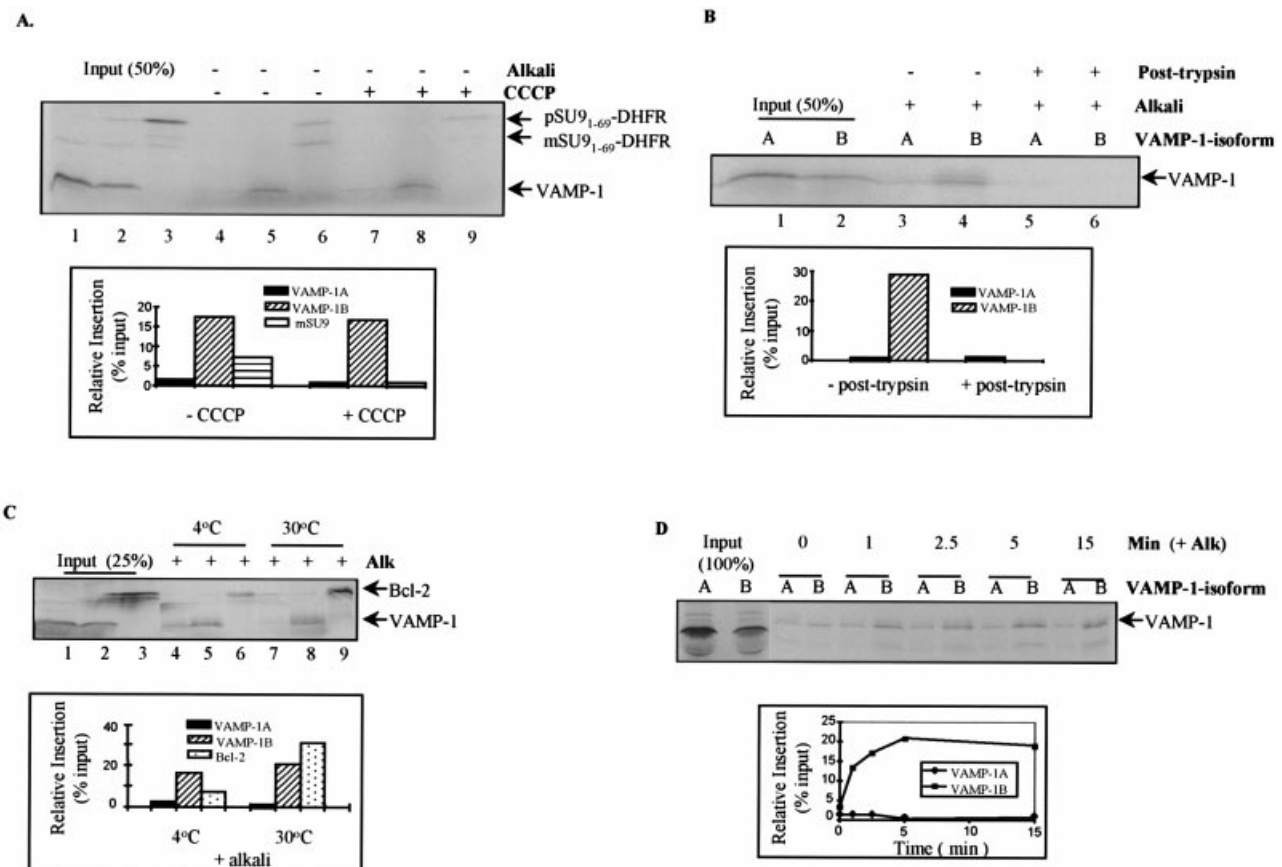 A.
Input (50%) - - - - - - Alkali
- - - + + + CCCP
pSU9₁₋₆₉-DHFR
mSU9₁₋₆₉-DHFR
VAMP-1
1 2 3 4 5 6 7 8 9
Relative Insertion
(% input)
20
15
10
5
0
VAMP-1A
VAMP-1B
mSU9
- CCCP + CCCP
B
- - + + Post-trypsin
Input (50%) + + + + Alkali
A B A B A B VAMP-1-isoform
VAMP-1
1 2 3 4 5 6
Relative Insertion
(% input)
30
20
10
0
VAMP-1A
VAMP-1B
- post-trypsin + post-trypsin
C
4°C 30°C
Input (25%) + + + + + + Alk
Bcl-2
VAMP-1
1 2 3 4 5 6 7 8 9
Relative Insertion
(% input)
40
20
0
VAMP-1A
VAMP-1B
Bcl-2
4°C 30°C
+ alkali
D
Input 0 1 2.5 5 15 Min (+ Alk)
(100%)
A B A B A B A B A B A B VAMP-1-isoform
VAMP-1
Relative Insertion
(% input)
25
20
15
10
5
0
VAMP-1A
VAMP-1B
0 5 10 15
Time ( min )